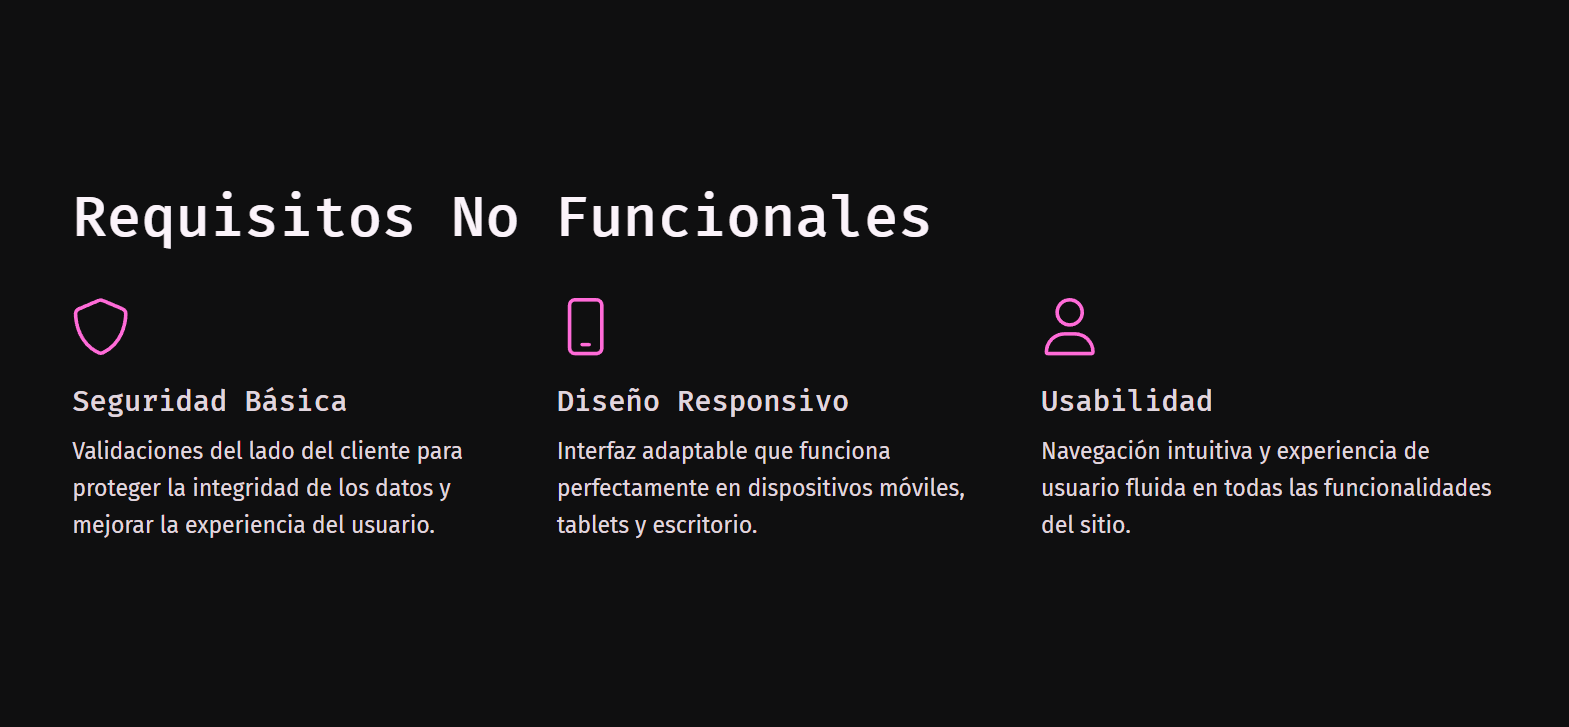 Requisitos No Funcionales
Seguridad Básica
Validaciones del lado del cliente para
proteger la integridad de los datos y
mejorar la experiencia del usuario.
Diseño Responsivo
Interfaz adaptable que funciona
perfectamente en dispositivos móviles,
tablets y escritorio.
Usabilidad
Navegación intuitiva y experiencia de
usuario fluida en todas las funcionalidades
del sitio.